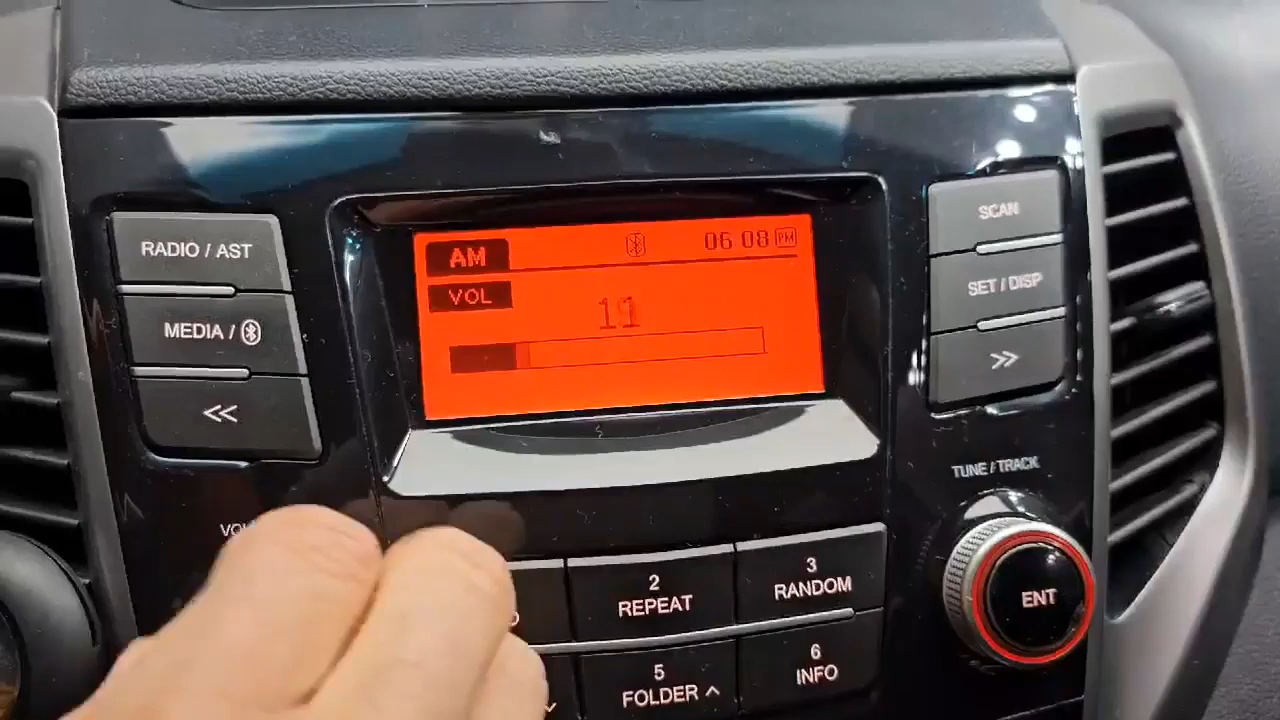 RADIO / AST
MEDIA /
<<
AM
06 08 PM
VOL
SCAN
SET / DISP
>>
TUNE / TRACK
ENT
2
REPEAT
3
RANDOM
5
FOLDER ^
6
INFO